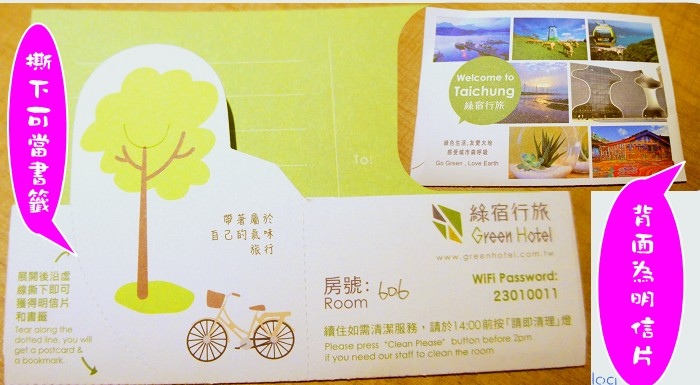 撕下可當書籤
To:
Welcome to
Taichung
綠宿行旅
綠色生活,友愛大地
感受城市森呼吸
Go Green , Love Earth
帶著屬於
自己的氣味
旅行
綠宿行旅
Green Hotel
www.greenhotel.com.tw
房號:
Room 606
WiFi Password:
23010011
續住如需清潔服務，請於14:00前按「請即清理」燈
Please press "Clean Please" button before 2pm
if you need our staff to clean the room
展開後沿虛
線撕下即可
獲得明信片
和書籤
Tear along the
dotted line, you will
get a postcard &
a bookmark.
背面為明信片